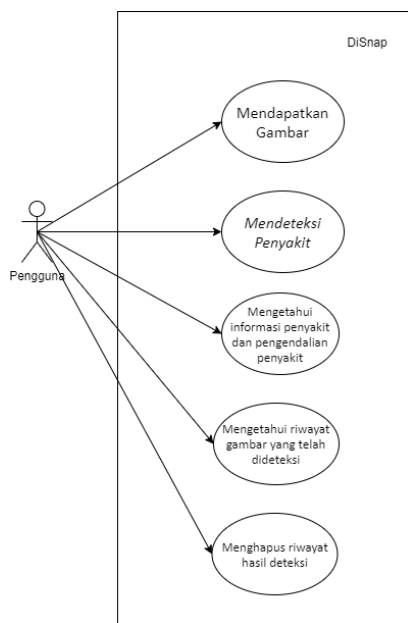 DiSnap
Mendapatkan
Gambar
Mendeteksi
Penyakit
Pengguna
Mengetahui
informasi penyakit
dan pengendalian
penyakit
Mengetahui riwayat
gambar yang telah
dideteksi
Menghapus riwayat
hasil deteksi